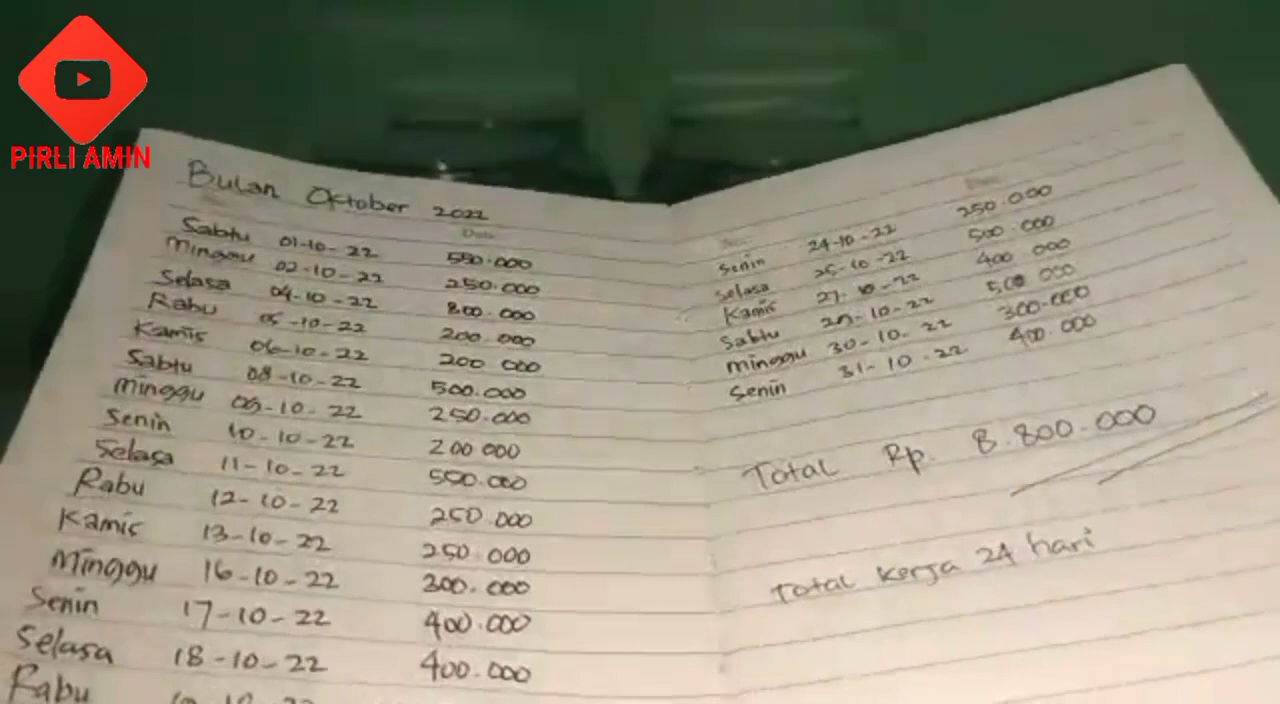 PIRLI AMIN
Bulan Oktober 2022
Date
Sabtu 01-10-22 550.000
Minggu 02-10-22 250.000
Selasa 04-10-22 800.000
Rabu 05-10-22 200.000
Kamis 06-10-22 200 000
Sabtu 08-10-22 500.000
Minggu 09-10-22 250.000
Senin 10-10-22 200 000
Selasa 11-10-22 550.000
Rabu 12-10-22 250.000
Kamis 13-10-22 250.000
Minggu 16-10-22 300.000
Senin 17-10-22 400.000
Selasa 18-10-22 400.000
Rabu
Senin 24-10-22 250.000
Selasa 25-10-22 500.000
Kamis 27-10-22 400 000
Sabtu 29-10-22 500 000
Minggu 30-10-22 300.000
Senin 31-10-22 400.000
Total Rp. 8.800.000
Total Kerja 24 hari